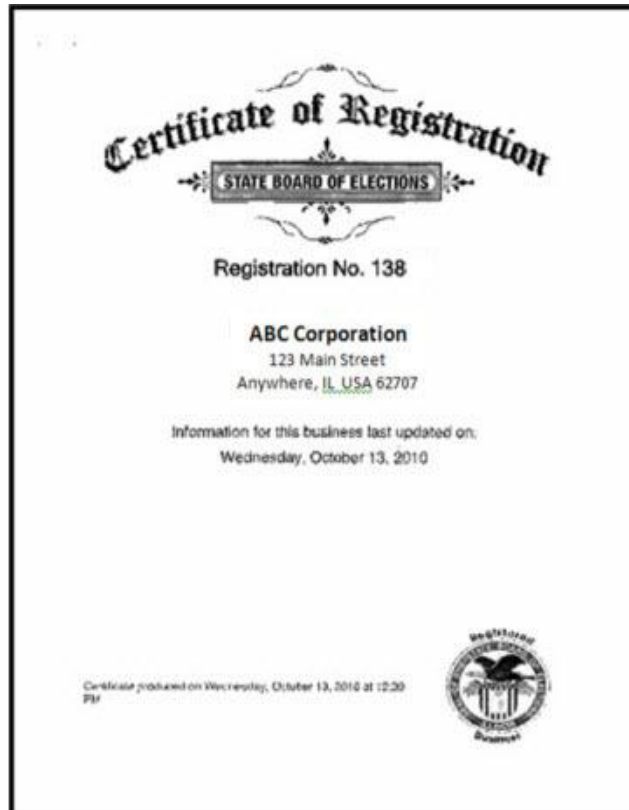 Certificate of Registration
STATE BOARD OF ELECTIONS
Registration No. 138
ABC Corporation
123 Main Street
Anywhere, IL USA 62707
Information for this business last updated on:
Wednesday, October 13, 2010
Certificate produced on Wednesday, October 13, 2010 at 12:30
PM
Registered
Business